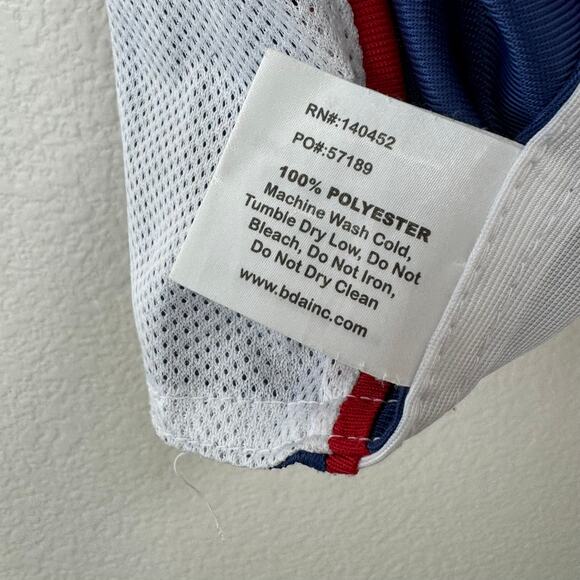 RN#:140452
PO#:57189
100% POLYESTER
Machine Wash Cold,
Tumble Dry Low, Do Not
Bleach, Do Not Iron,
Do Not Dry Clean
www.bdainc.com